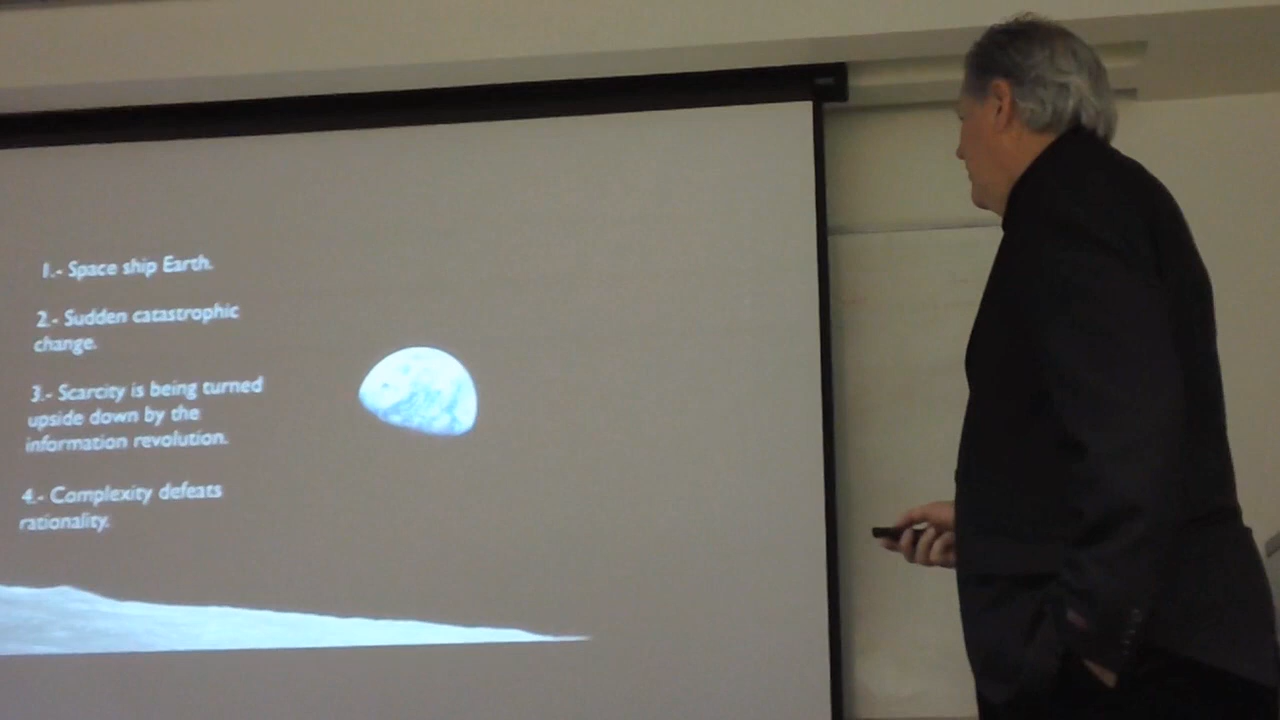 1.- Space ship Earth.
2.- Sudden catastrophic
change.
3.- Scarcity is being turned
upside down by the
information revolution.
4.- Complexity defeats
rationality.